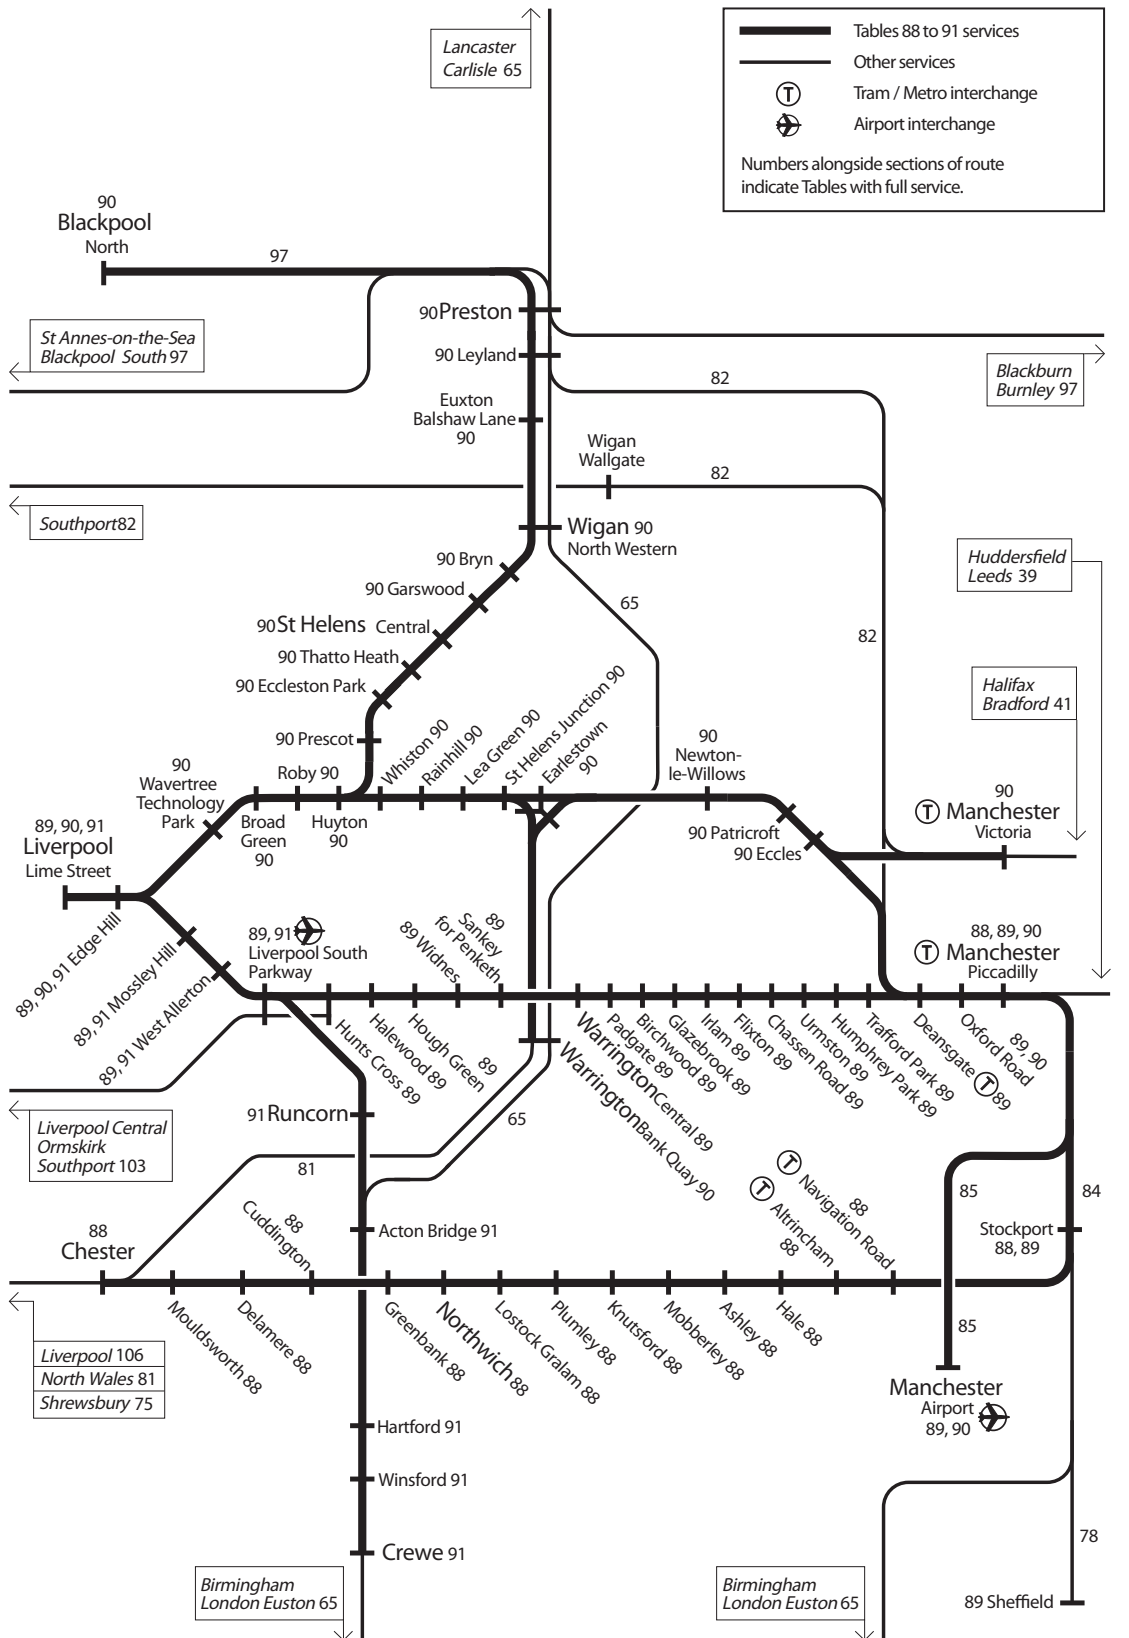 Lancaster
Carlisle 65
Tables 88 to 91 services
Other services
T
Tram / Metro interchange
Airport interchange
Numbers alongside sections of route
indicate Tables with full service.
90
Blackpool
North
97
90 Preston
St Annes-on-the-Sea
Blackpool South 97
90 Leyland
Blackburn
Burnley 97
82
Euxton
Balshaw Lane
90
Wigan
Wallgate
82
Southport 82
Wigan 90
North Western
90 Bryn
Huddersfield
Leeds 39
90 Garswood
65
90 St Helens Central
82
90 Thatto Heath
90 Eccleston Park
Halifax
Bradford 41
90 Prescot
Whiston 90
Rainhill 90
Lea Green 90
St Helens Junction 90
Earlestown
90
90
Newton-
le-Willows
90
Wavertree
Technology
Park
Roby 90
Broad
Green
90
Huyton
90
90 Patricroft
90 Eccles
90
T Manchester
Victoria
89, 90, 91
Liverpool
Lime Street
89, 90, 91 Edge Hill
89, 91 Mossley Hill
89, 91 West Allerton
89, 91
Liverpool South
Parkway
89 Widnes
89
Sankey
for Penketh
88, 89, 90
T Manchester
Piccadilly
Hunts Cross 89
Halewood 89
Hough Green
89
Warrington Central 89
Warrington Bank Quay 90
Padgate 89
Birchwood 89
Glazebrook 89
Irlam 89
Flixton 89
Chassen Road 89
Urmston 89
Humphrey Park 89
Trafford Park 89
Deansgate T 89
Oxford Road
89, 90
91 Runcorn
65
Liverpool Central
Ormskirk
Southport 103
81
85
84
88
Chester
88
Cuddington
Acton Bridge 91
T Altrincham
88
T Navigation Road
88
Stockport
88, 89
Mouldsworth 88
Delamere 88
Greenbank 88
Northwich 88
Lostock Gralam 88
Plumley 88
Knutsford 88
Mobberley 88
Ashley 88
Hale 88
85
Liverpool 106
North Wales 81
Shrewsbury 75
Manchester
Airport
89, 90
Hartford 91
Winsford 91
78
Crewe 91
Birmingham
London Euston 65
Birmingham
London Euston 65
89 Sheffield